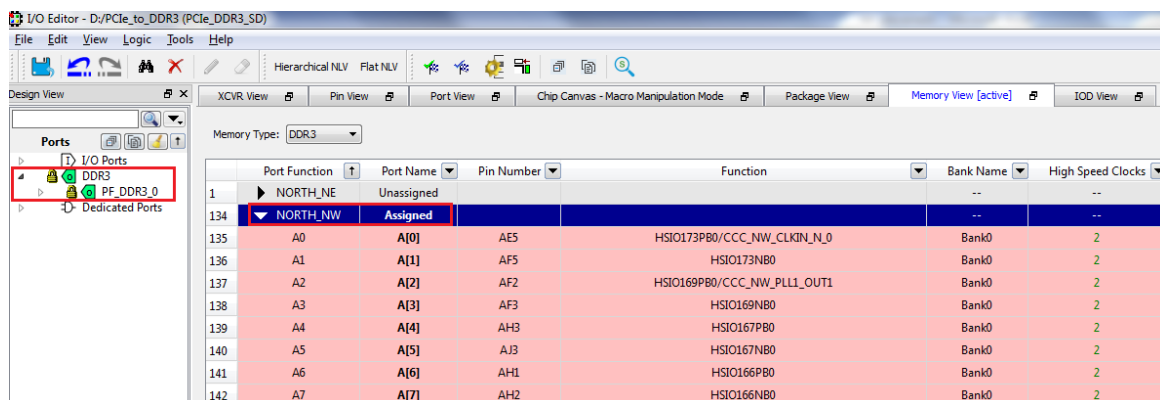 I/O Editor - D:/PCIe_to_DDR3 (PCIe_DDR3_SD)
File Edit View Logic Tools Help
Hierarchical NLV Flat NLV
Design View
XCVR View Pin View Port View Chip Canvas - Macro Manipulation Mode Package View Memory View [active] IOD View
Ports
I/O Ports
DDR3
PF_DDR3_0
Dedicated Ports
Memory Type: DDR3
Port Function Port Name Pin Number Function Bank Name High Speed Clocks
1 NORTH_NE Unassigned -- --
134 NORTH_NW Assigned -- --
135 A0 A[0] AE5 HSIO173PB0/CCC_NW_CLKIN_N_0 Bank0 2
136 A1 A[1] AF5 HSIO173NB0 Bank0 2
137 A2 A[2] AF2 HSIO169PB0/CCC_NW_PLL1_OUT1 Bank0 2
138 A3 A[3] AF3 HSIO169NB0 Bank0 2
139 A4 A[4] AH3 HSIO167PB0 Bank0 2
140 A5 A[5] AJ3 HSIO167NB0 Bank0 2
141 A6 A[6] AH1 HSIO166PB0 Bank0 2
142 A7 A[7] AH2 HSIO166NB0 Bank0 2